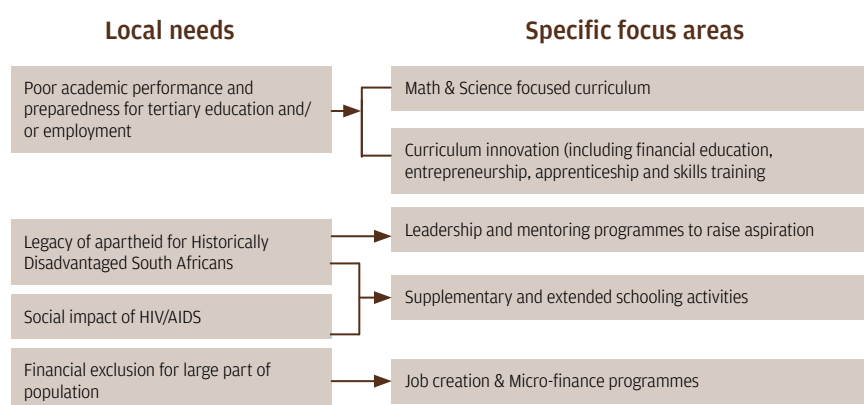 Local needs
Specific focus areas
Poor academic performance and
preparedness for tertiary education and/
or employment
Math & Science focused curriculum
Curriculum innovation (including financial education,
entrepreneurship, apprenticeship and skills training
Legacy of apartheid for Historically
Disadvantaged South Africans
Leadership and mentoring programmes to raise aspiration
Social impact of HIV/AIDS
Supplementary and extended schooling activities
Financial exclusion for large part of
population
Job creation & Micro-finance programmes